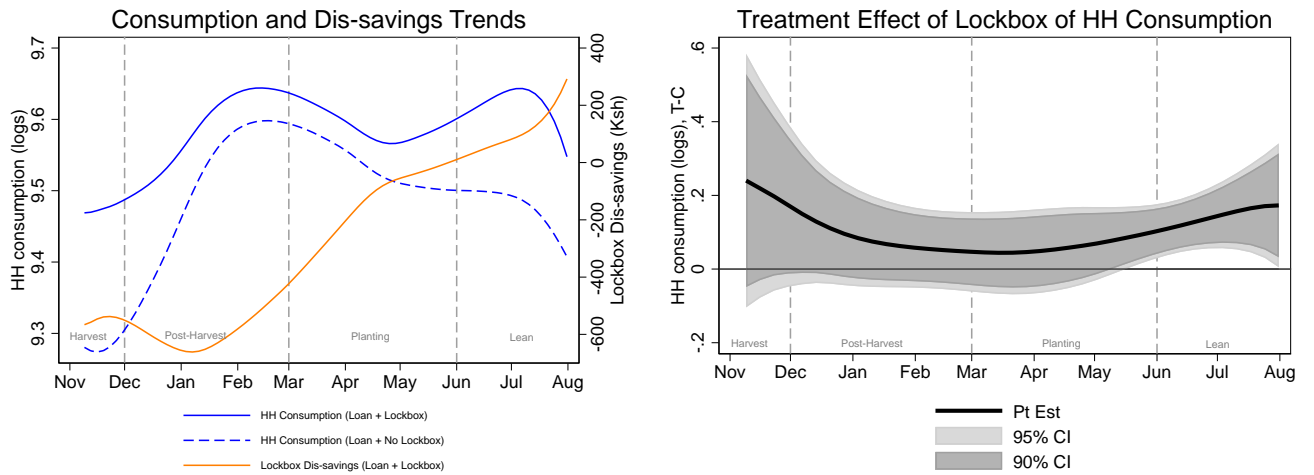 Consumption and Dis-savings Trends
HH consumption (logs)
9.7
9.6
9.5
9.4
9.3
Lockbox Dis-savings (Ksh)
400
200
0
-200
-400
-600
Harvest
Post-Harvest
Planting
Lean
Nov Dec Jan Feb Mar Apr May Jun Jul Aug
HH Consumption (Loan + Lockbox)
HH Consumption (Loan + No Lockbox)
Lockbox Dis-savings (Loan + Lockbox)
Treatment Effect of Lockbox of HH Consumption
HH consumption (logs), T-C
.6
.4
.2
0
-.2
Harvest
Post-Harvest
Planting
Lean
Nov Dec Jan Feb Mar Apr May Jun Jul Aug
Pt Est
95% CI
90% CI